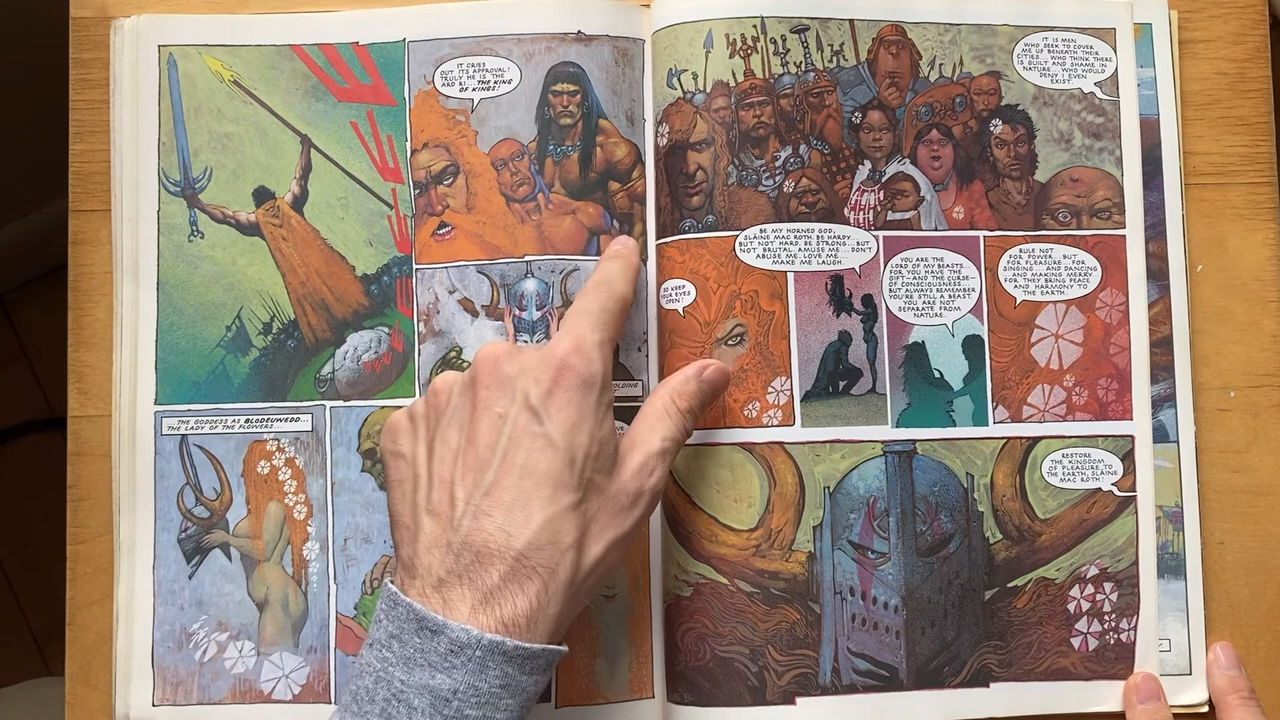 IT CRIES
OUT ITS APPROVAL!
TRULY HE IS THE
ARD RI... THE KING
OF KINGS!
...THE GODDESS AS BLODEUWEDD...
THE LADY OF THE FLOWERS...
IT IS MEN
WHO SEEK TO COVER
ME UP BENEATH THEIR
CITIES... WHO THINK THERE
IS GUILT AND SHAME IN
NATURE... WHO WOULD
DENY I EVEN
EXIST.
SO KEEP
YOUR EYES
OPEN!
BE MY HORNED GOD,
SLÁINE MAC ROTH. BE HARDY...
BUT NOT HARD. BE STRONG... BUT
NOT BRUTAL. AMUSE ME... DON'T
ABUSE ME. LOVE ME...
MAKE ME LAUGH.
YOU ARE THE
LORD OF MY BEASTS...
FOR YOU HAVE THE
GIFT—AND THE CURSE—
OF CONSCIOUSNESS...
BUT ALWAYS REMEMBER
YOU'RE STILL A BEAST.
YOU ARE NOT
SEPARATE FROM
NATURE.
RULE NOT
FOR POWER... BUT
FOR PLEASURE... FOR
SINGING... AND DANCING
...AND MAKING MERRY...
FOR THEY BRING PEACE
AND HARMONY TO
THE EARTH.
RESTORE
THE KINGDOM
OF PLEASURE TO
THE EARTH, SLÁINE
MAC ROTH!
S.B.